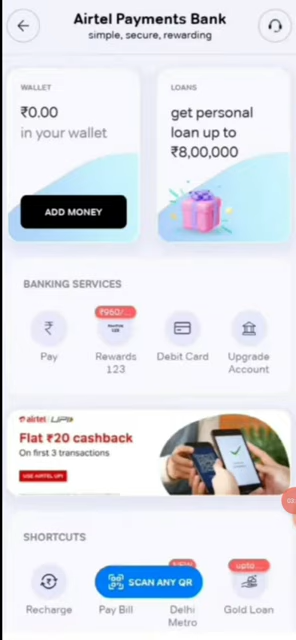 Airtel Payments Bank
simple, secure, rewarding
WALLET
₹0.00
in your wallet
ADD MONEY
LOANS
get personal
loan up to
₹8,00,000
BANKING SERVICES
₹960/...
Pay
Rewards
123
Debit Card
Upgrade
Account
airtel UPI
Flat ₹20 cashback
On first 3 transactions
USE AIRTEL UPI
SHORTCUTS
upto ...
SCAN ANY QR
Recharge
Pay Bill
Delhi
Metro
Gold Loan